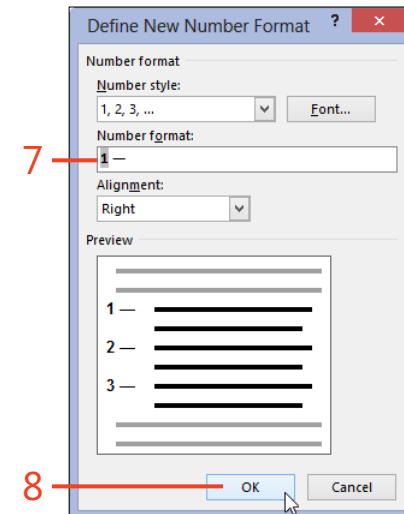 Define New Number Format ? ×
Number format
Number style:
1, 2, 3, ... Font...
Number format:
7 1 —
Alignment:
Right
Preview
1 —
2 —
3 —
8 OK Cancel